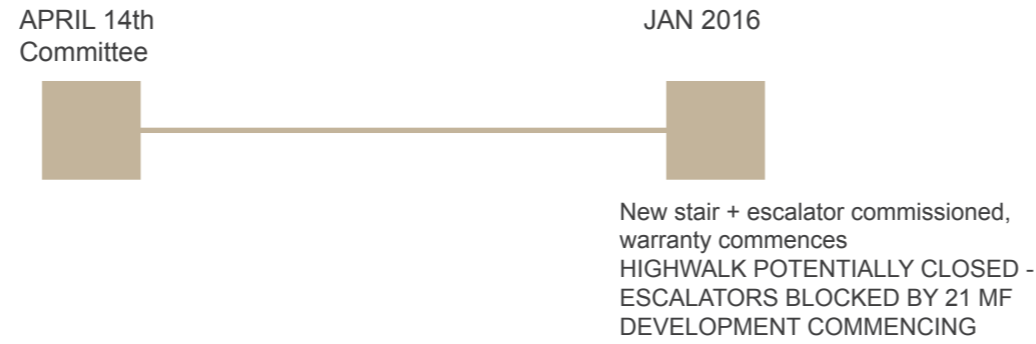 APRIL 14th
Committee
JAN 2016
New stair + escalator commissioned,
warranty commences
HIGHWALK POTENTIALLY CLOSED -
ESCALATORS BLOCKED BY 21 MF
DEVELOPMENT COMMENCING